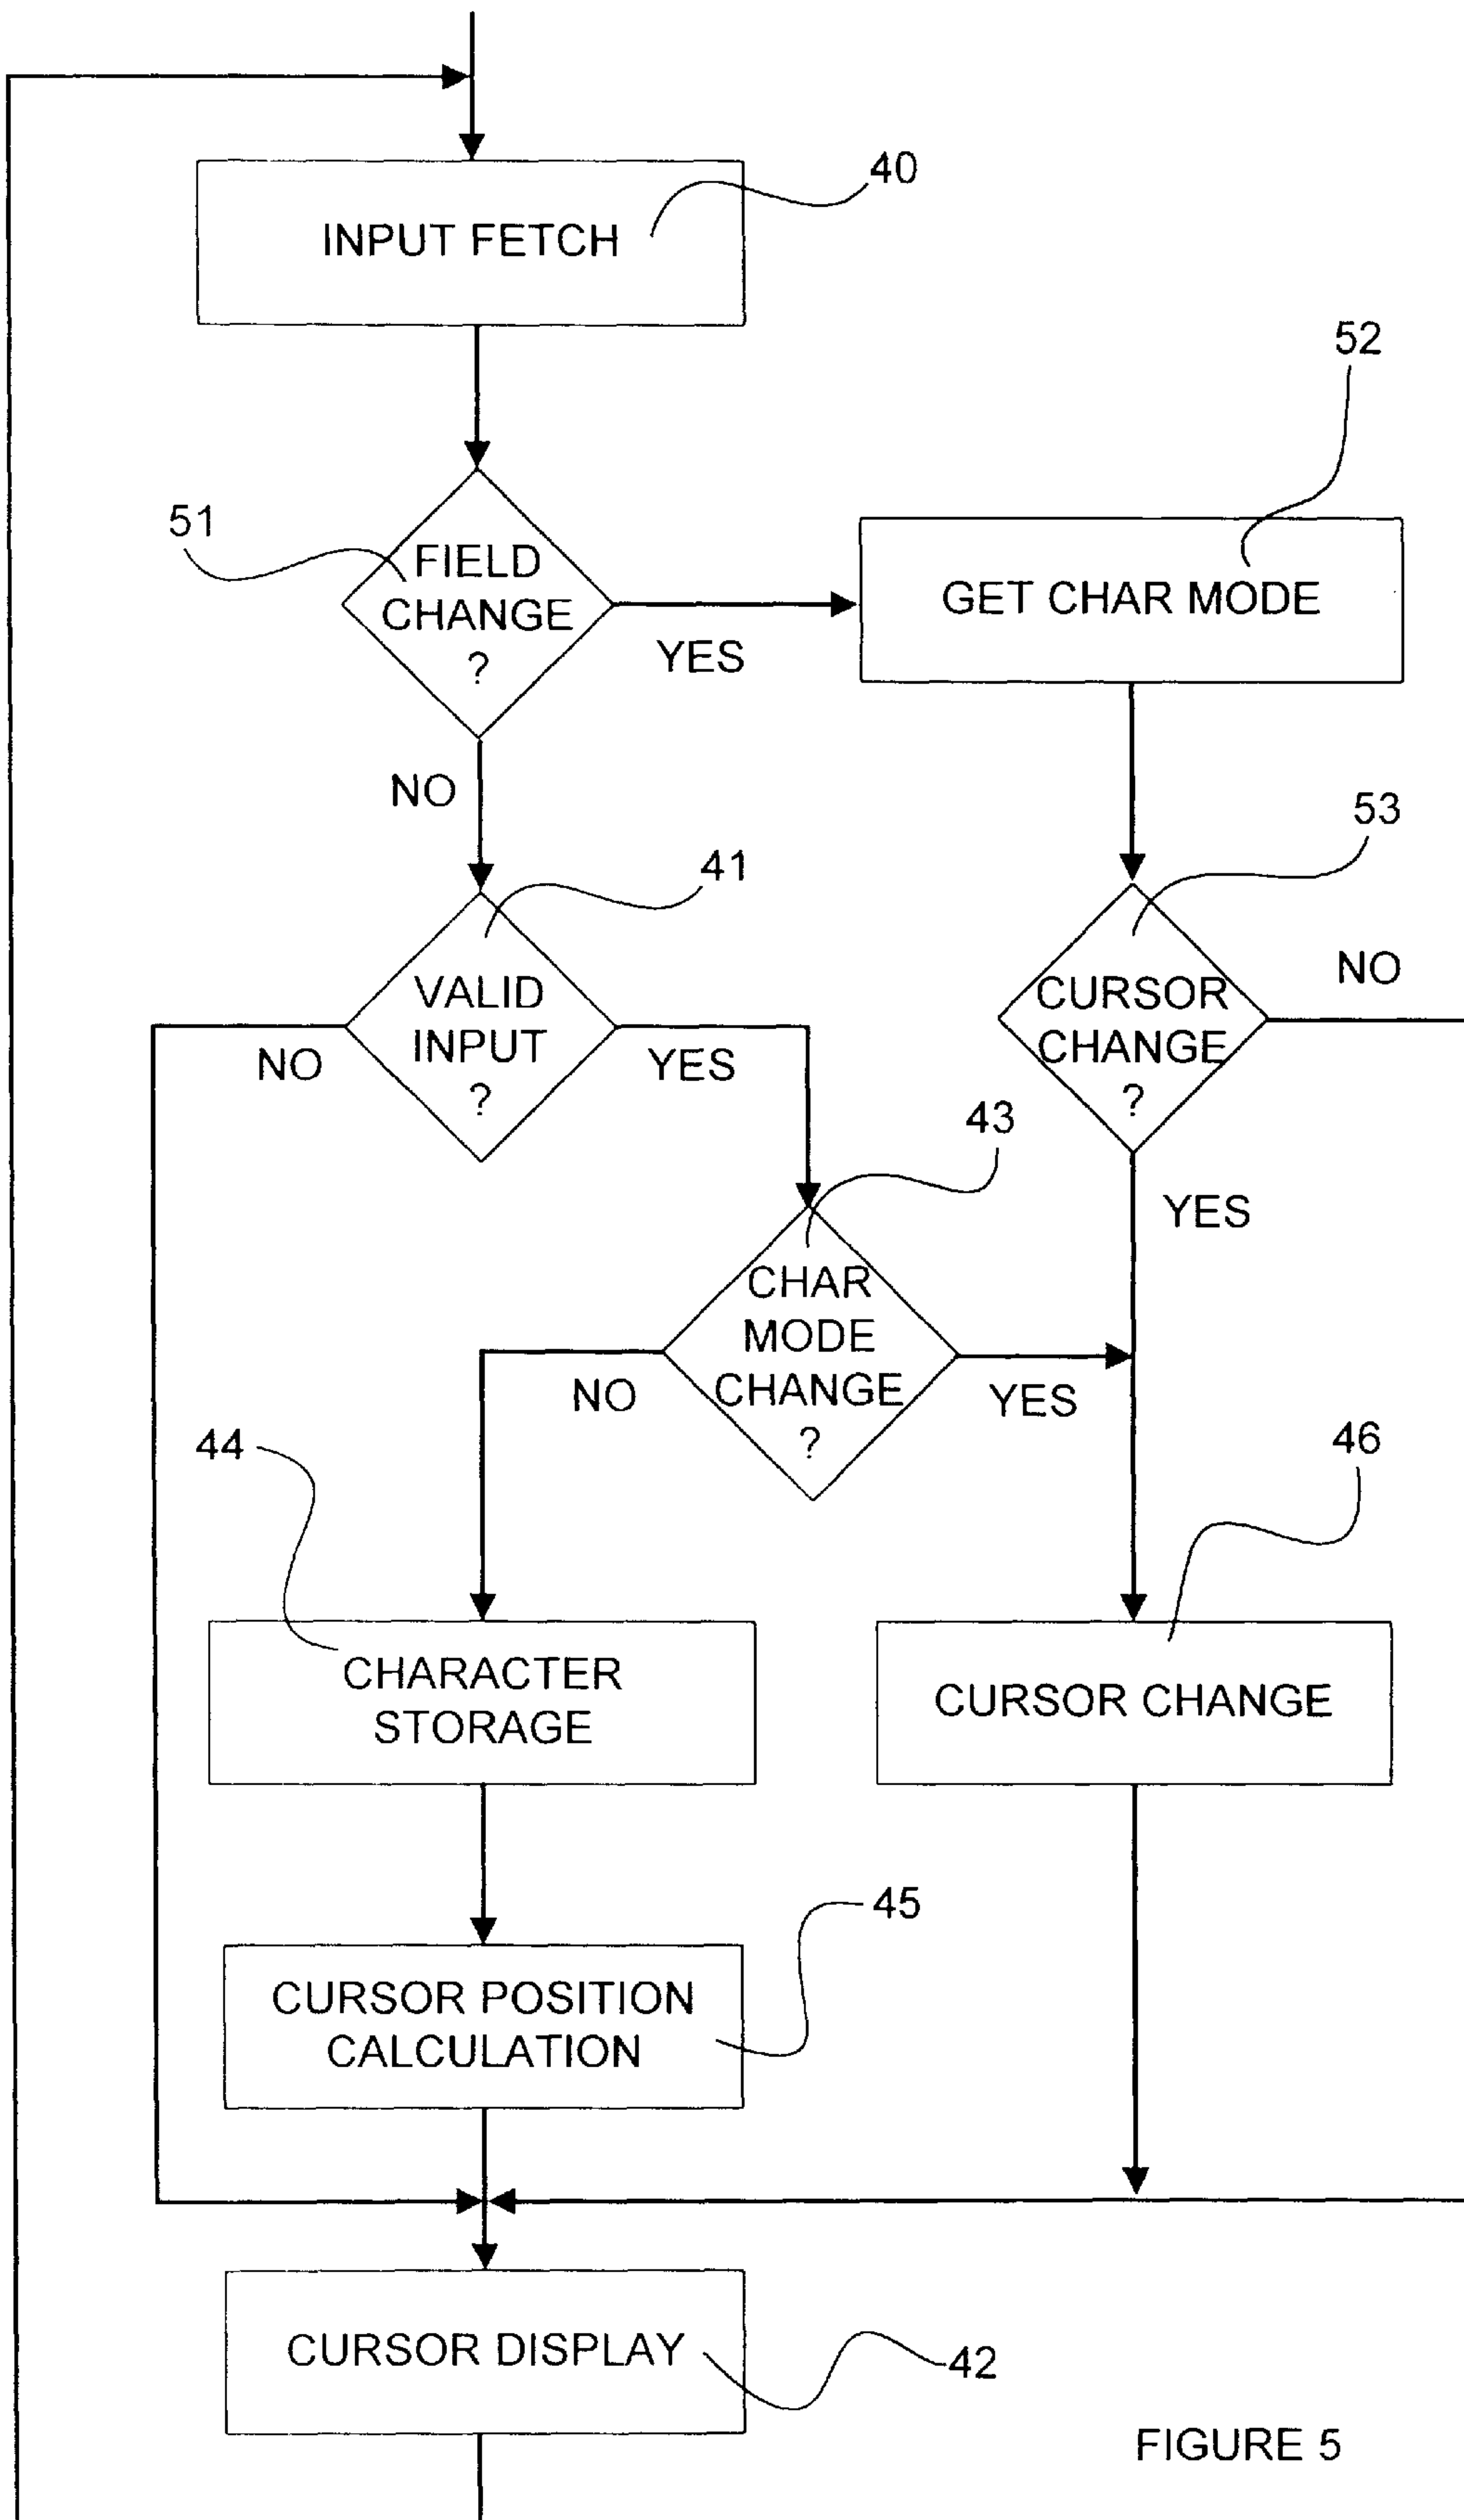 40
INPUT FETCH
52
51
FIELD
CHANGE
?
YES
GET CHAR MODE
NO
53
41
VALID
INPUT
?
NO
YES
CURSOR
CHANGE
?
NO
43
YES
CHAR
MODE
CHANGE
?
NO
YES
44
46
CHARACTER
STORAGE
CURSOR CHANGE
45
CURSOR POSITION
CALCULATION
CURSOR DISPLAY
42
FIGURE 5